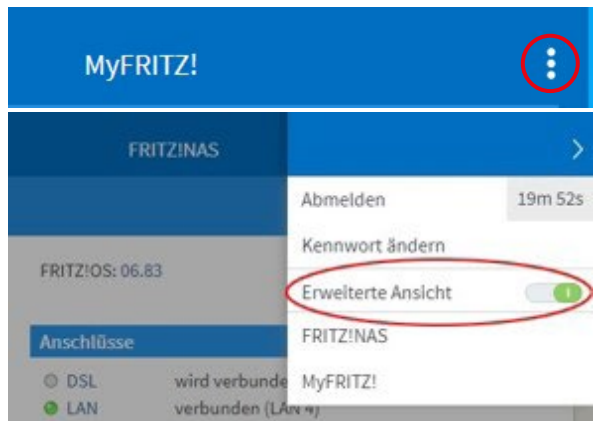 MyFRITZ!
FRITZ!NAS
Abmelden 19m 52s
Kennwort ändern
FRITZ!OS: 06.83
Erweiterte Ansicht
Anschlüsse
FRITZ!NAS
DSL wird verbunde
MyFRITZ!
LAN verbunden (LAN 4)